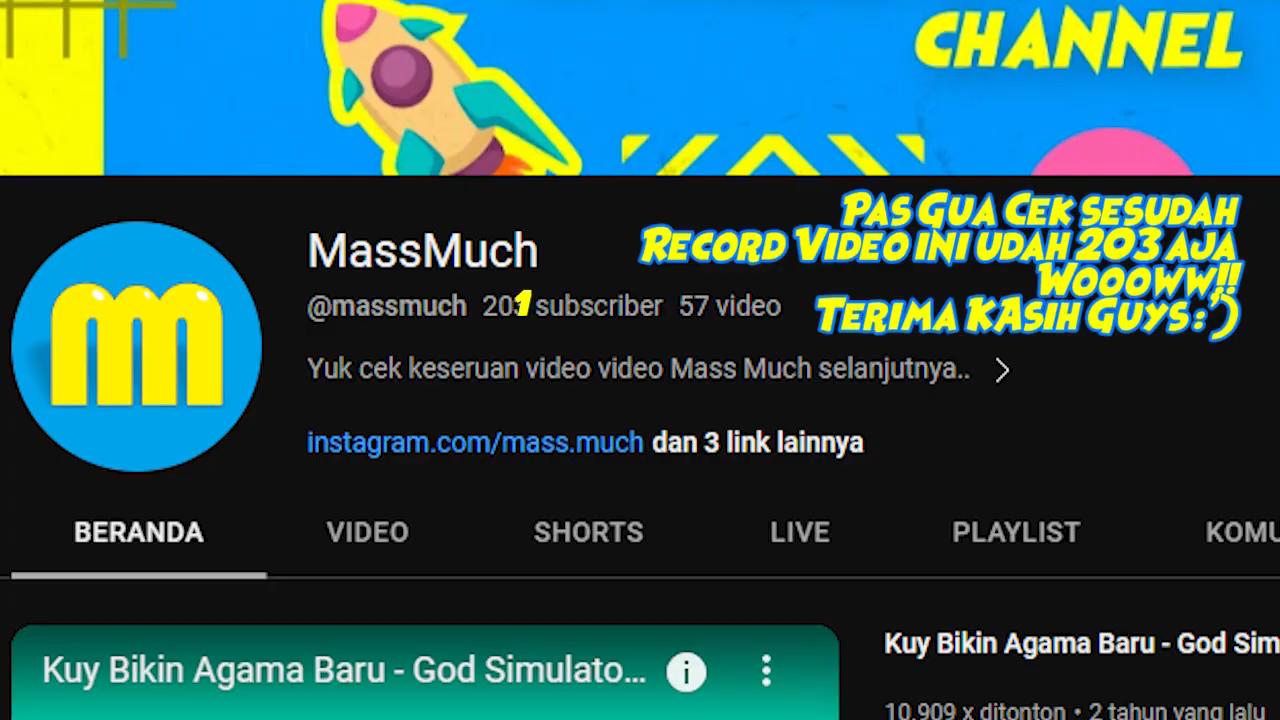 CHANNEL
PAS GUA CEK SESUDAH
RECORD VIDEO INI UDAH 203 AJA
WOOOWW!!
TERIMA KASIH GUYS :')
MassMuch
@massmuch 201 subscriber 57 video
Yuk cek keseruan video video Mass Much selanjutnya..
instagram.com/mass.much dan 3 link lainnya
BERANDA VIDEO SHORTS LIVE PLAYLIST KOMU
Kuy Bikin Agama Baru - God Simulato...
Kuy Bikin Agama Baru - God Sim
10.909 x ditonton • 2 tahun yang lalu